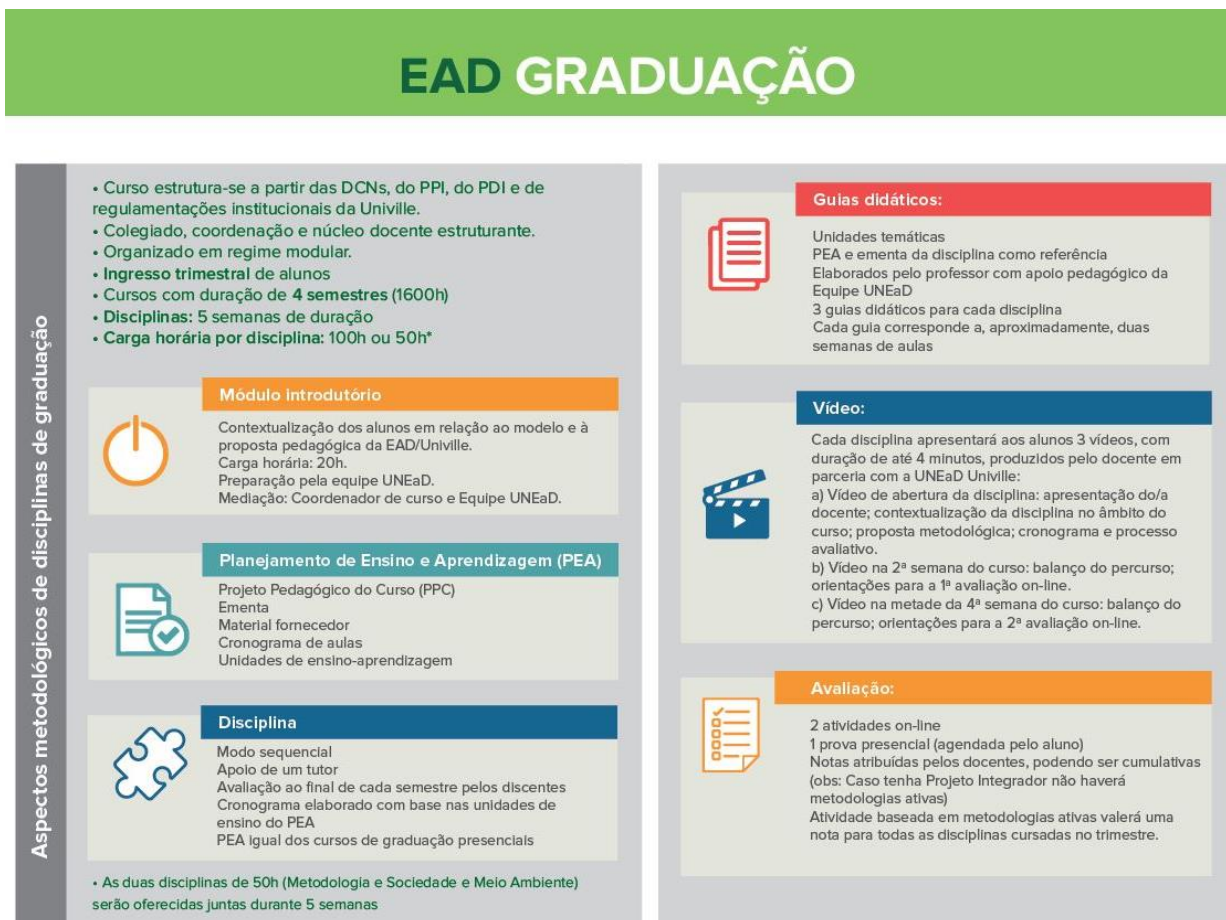 EAD GRADUAÇÃO
Aspectos metodológicos de disciplinas de graduação
• Curso estrutura-se a partir das DCNs, do PPI, do PDI e de
regulamentações institucionais da Univille.
• Colegiado, coordenação e núcleo docente estruturante.
• Organizado em regime modular.
• Ingresso trimestral de alunos
• Cursos com duração de 4 semestres (1600h)
• Disciplinas: 5 semanas de duração
• Carga horária por disciplina: 100h ou 50h*
Módulo introdutório
Contextualização dos alunos em relação ao modelo e à
proposta pedagógica da EAD/Univille.
Carga horária: 20h.
Preparação pela equipe UNEaD.
Mediação: Coordenador de curso e Equipe UNEaD.
Planejamento de Ensino e Aprendizagem (PEA)
Projeto Pedagógico do Curso (PPC)
Ementa
Material fornecedor
Cronograma de aulas
Unidades de ensino-aprendizagem
Disciplina
Modo sequencial
Apoio de um tutor
Avaliação ao final de cada semestre pelos discentes
Cronograma elaborado com base nas unidades de
ensino do PEA
PEA igual dos cursos de graduação presenciais
• As duas disciplinas de 50h (Metodologia e Sociedade e Meio Ambiente)
serão oferecidas juntas durante 5 semanas
Guias didáticos:
Unidades temáticas
PEA e ementa da disciplina como referência
Elaborados pelo professor com apoio pedagógico da
Equipe UNEaD
3 guias didáticos para cada disciplina
Cada guia corresponde a, aproximadamente, duas
semanas de aulas
Vídeo:
Cada disciplina apresentará aos alunos 3 vídeos, com
duração de até 4 minutos, produzidos pelo docente em
parceria com a UNEaD Univille:
a) Vídeo de abertura da disciplina: apresentação do/a
docente; contextualização da disciplina no âmbito do
curso; proposta metodológica; cronograma e processo
avaliativo.
b) Vídeo na 2ª semana do curso: balanço do percurso;
orientações para a 1ª avaliação on-line.
c) Vídeo na metade da 4ª semana do curso: balanço do
percurso; orientações para a 2ª avaliação on-line.
Avaliação:
2 atividades on-line
1 prova presencial (agendada pelo aluno)
Notas atribuídas pelos docentes, podendo ser cumulativas
(obs: Caso tenha Projeto Integrador não haverá
metodologias ativas)
Atividade baseada em metodologias ativas valerá uma
nota para todas as disciplinas cursadas no trimestre.